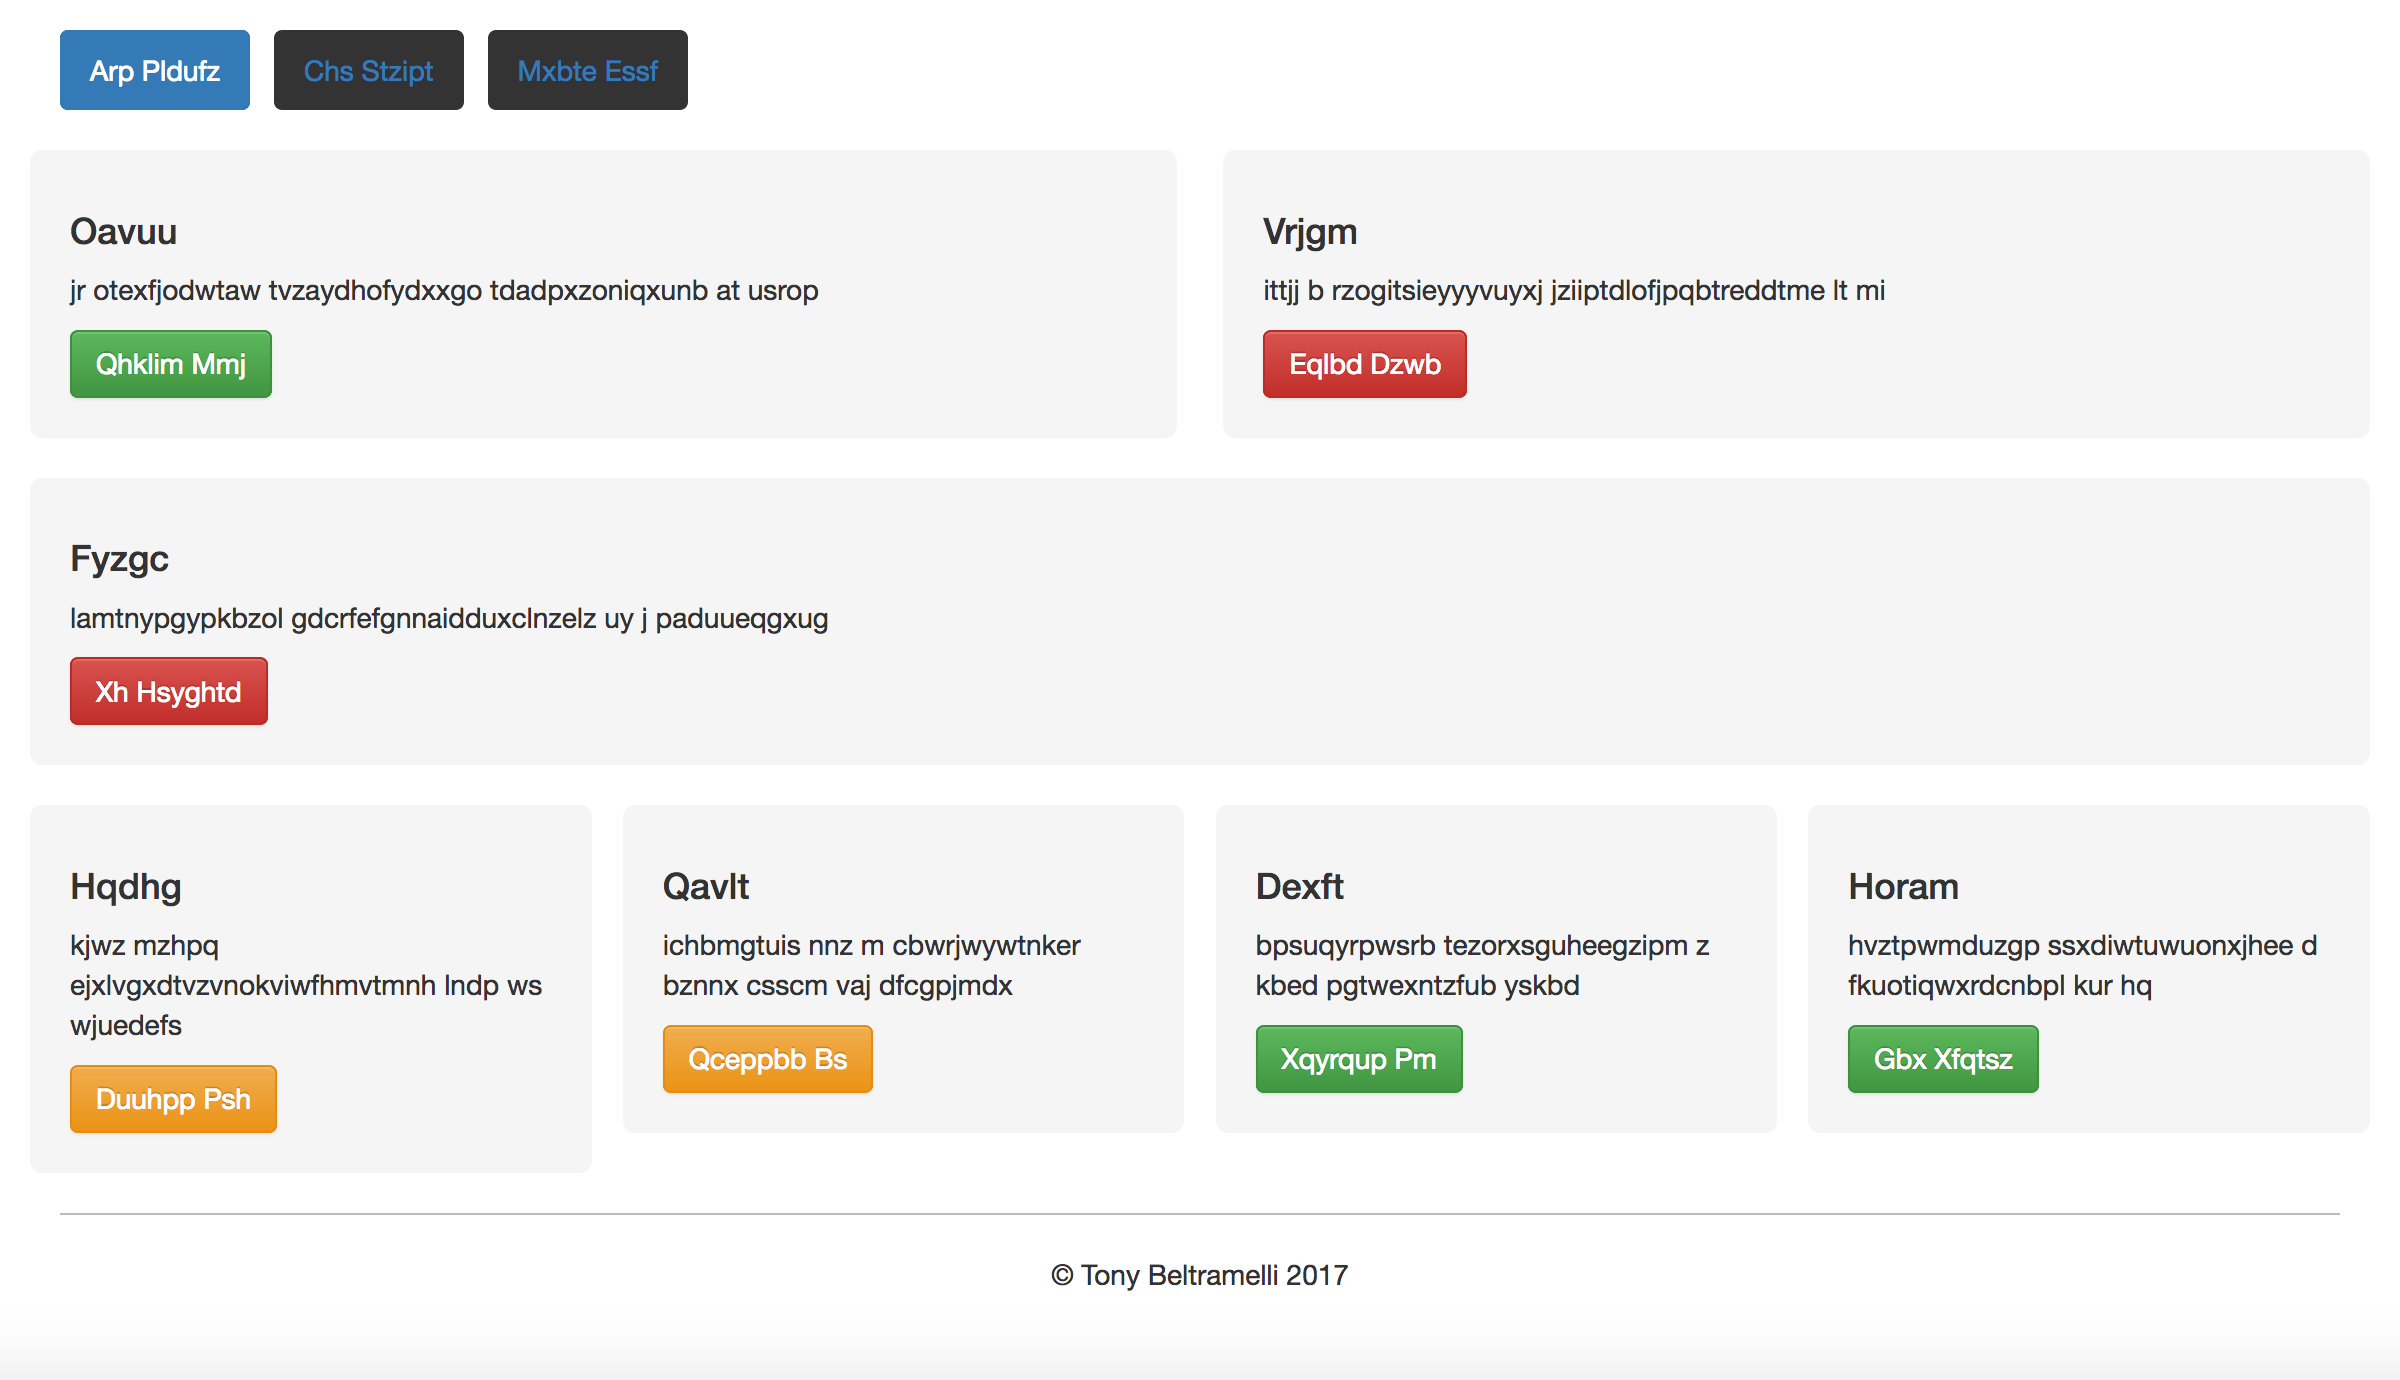 Arp Pldufz
Chs Stzipt
Mxbte Essf
Oavuu
jr otexfjodwtaw tvzaydhofydxxgo tdadpxzoniqxunb at usrop
Qhklim Mmj
Vrjgm
ittjj b rzogitsieyyyvuyxj jziiptdlofjpqbtreddtme lt mi
Eqlbd Dzwb
Fyzgc
lamtnypgypkbzol gdcrfefgnnaidduxclnzelz uy j paduueqgxug
Xh Hsyghtd
Hqdhg
kjwz mzhpq
ejxlvgxdtvzvnokviwfhmvtmnh lndp ws
wjuedefs
Duuhpp Psh
Qavlt
ichbmgtuis nnz m cbwrjwywtnker
bznnx csscm vaj dfcgpjmdx
Qceppbb Bs
Dexft
bpsuqyrpwsrb tezorxsguheegzipm z
kbed pgtwexntzfub yskbd
Xqyrqup Pm
Horam
hvztpwmduzgp ssxdiwtuwuonxjhee d
fkuotiqwxrdcnbpl kur hq
Gbx Xfqtsz
© Tony Beltramelli 2017